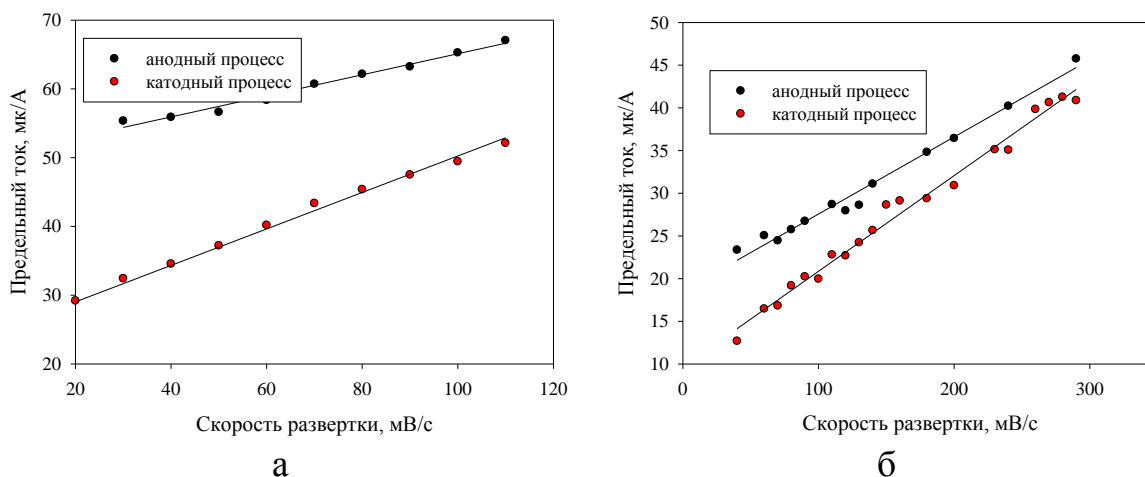 70
60
50
40
30
20
20
40
60
80
100
120
Предельный ток, мк/А
анодный процесс
катодный процесс
Скорость развертки, мВ/с
а
50
45
40
35
30
25
20
15
10
0
100
200
300
Предельный ток, мк/А
анодный процесс
катодный процесс
Скорость развертки, мВ/с
б